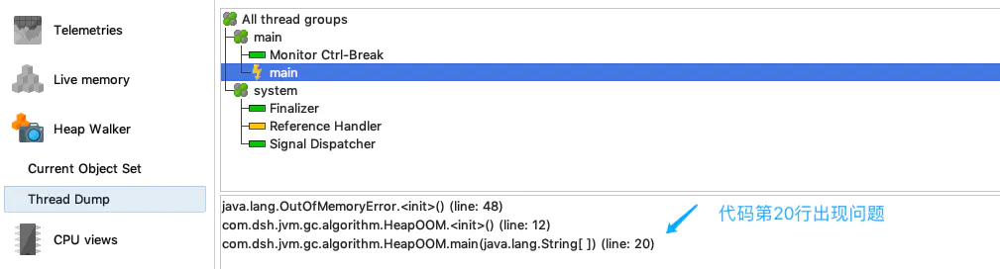 Telemetries
Live memory
Heap Walker
Current Object Set
Thread Dump
CPU views
All thread groups
main
Monitor Ctrl-Break
main
system
Finalizer
Reference Handler
Signal Dispatcher
java.lang.OutOfMemoryError.<init>() (line: 48)
com.dsh.jvm.gc.algorithm.HeapOOM.<init>() (line: 12)
com.dsh.jvm.gc.algorithm.HeapOOM.main(java.lang.String[ ]) (line: 20)
代码第20行出现问题